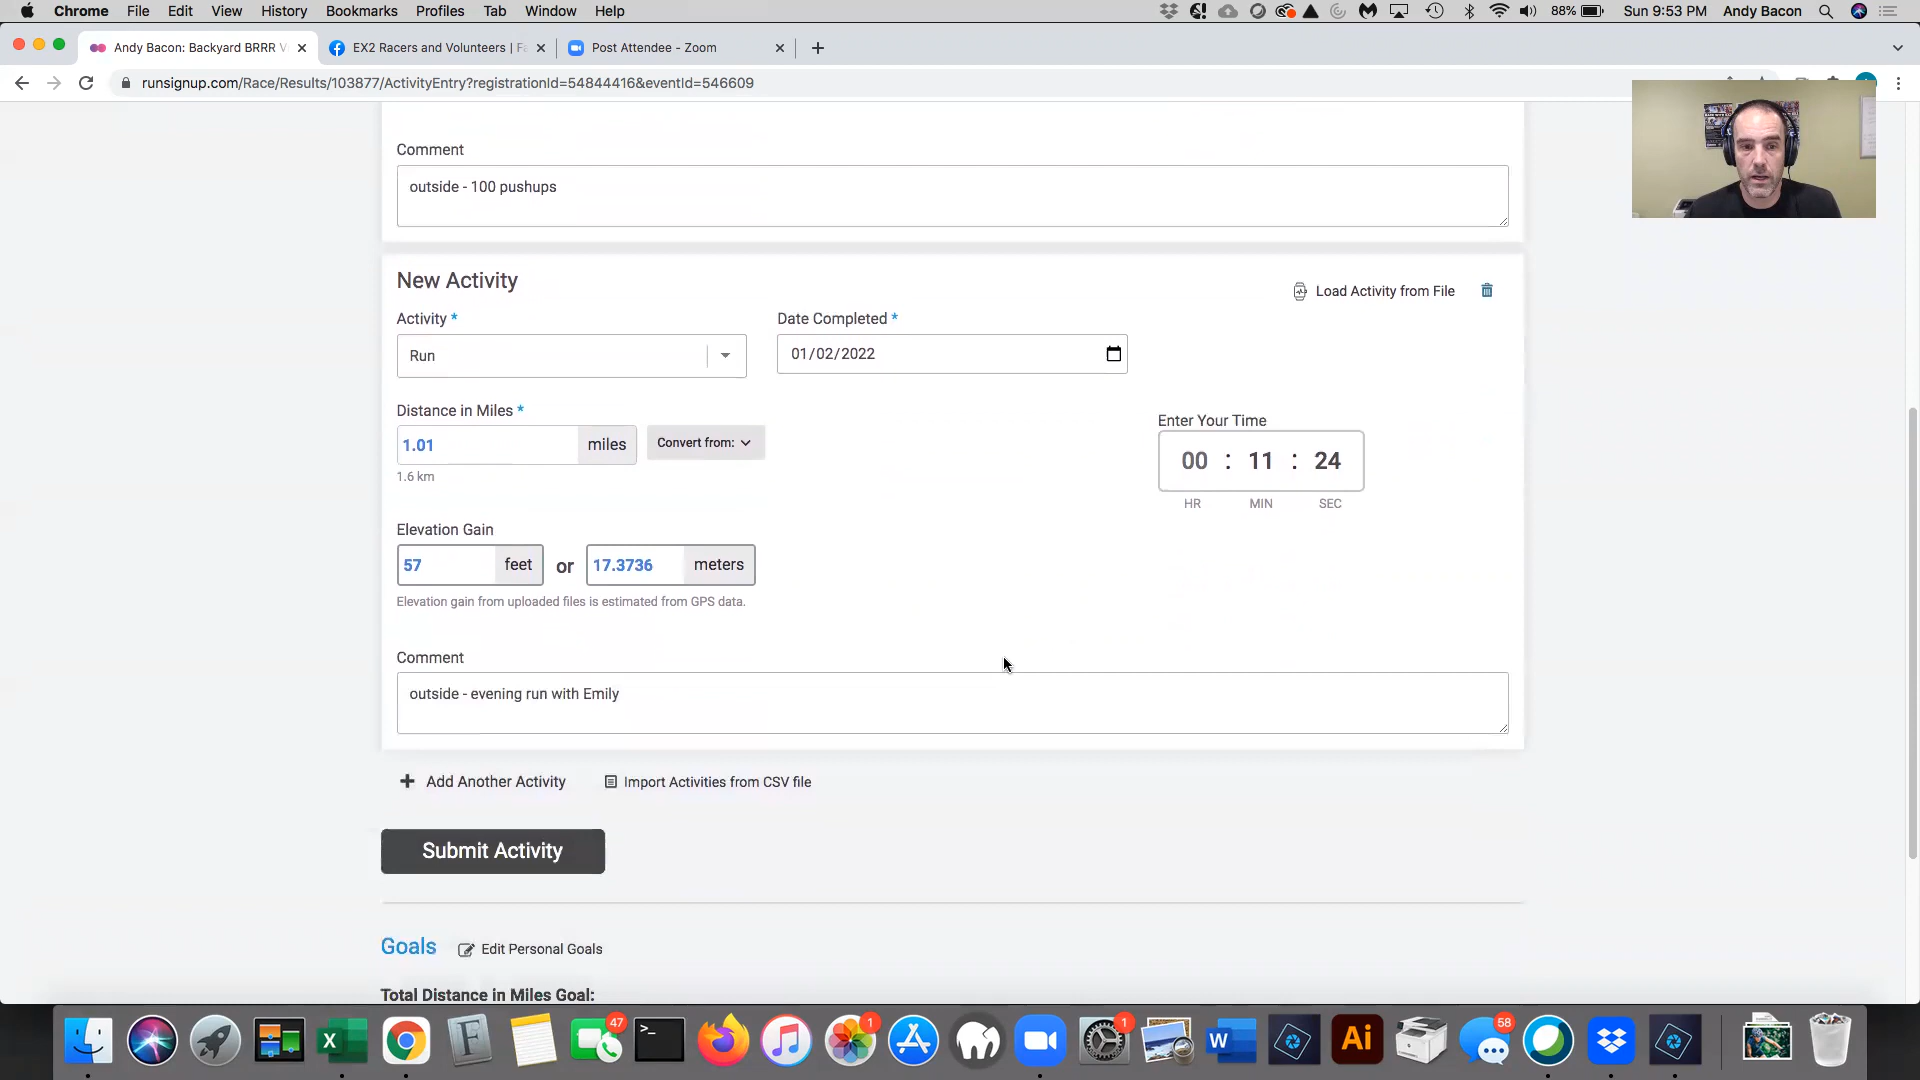 Chrome File Edit View History Bookmarks Profiles Tab Window Help 88% Sun 9:53 PM Andy Bacon
Andy Bacon: Backyard BRRR V EX2 Racers and Volunteers | Fa Post Attendee - Zoom
runsignup.com/Race/Results/103877/ActivityEntry?registrationId=54844416&eventId=546609
Comment
outside - 100 pushups
New Activity
Load Activity from File
Activity * Date Completed *
Run 01/02/2022
Distance in Miles * Enter Your Time
1.01 miles Convert from: 00 : 11 : 24
1.6 km HR MIN SEC
Elevation Gain
57 feet or 17.3736 meters
Elevation gain from uploaded files is estimated from GPS data.
Comment
outside - evening run with Emily
Add Another Activity Import Activities from CSV file
Submit Activity
Goals Edit Personal Goals
Total Distance in Miles Goal:
47 1 1 58
X F >_ W Ai